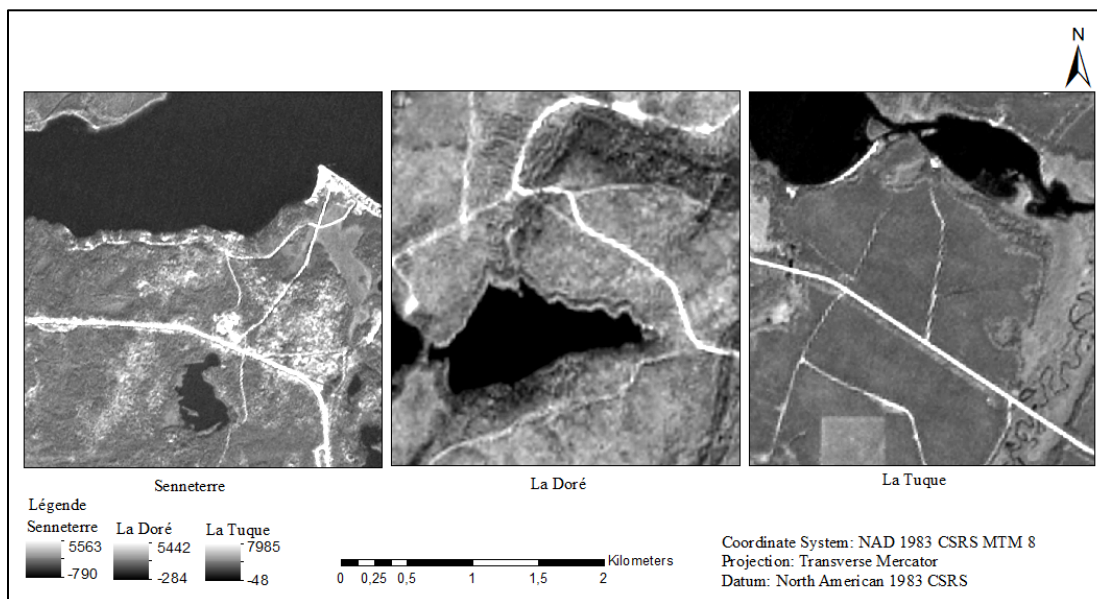 N
Senneterre
La Doré
La Tuque
Légende
Senneterre
5563
-790
La Doré
5442
-284
La Tuque
7985
-48
Kilometers
0 0,25 0,5 1 1,5 2
Coordinate System: NAD 1983 CSRS MTM 8
Projection: Transverse Mercator
Datum: North American 1983 CSRS